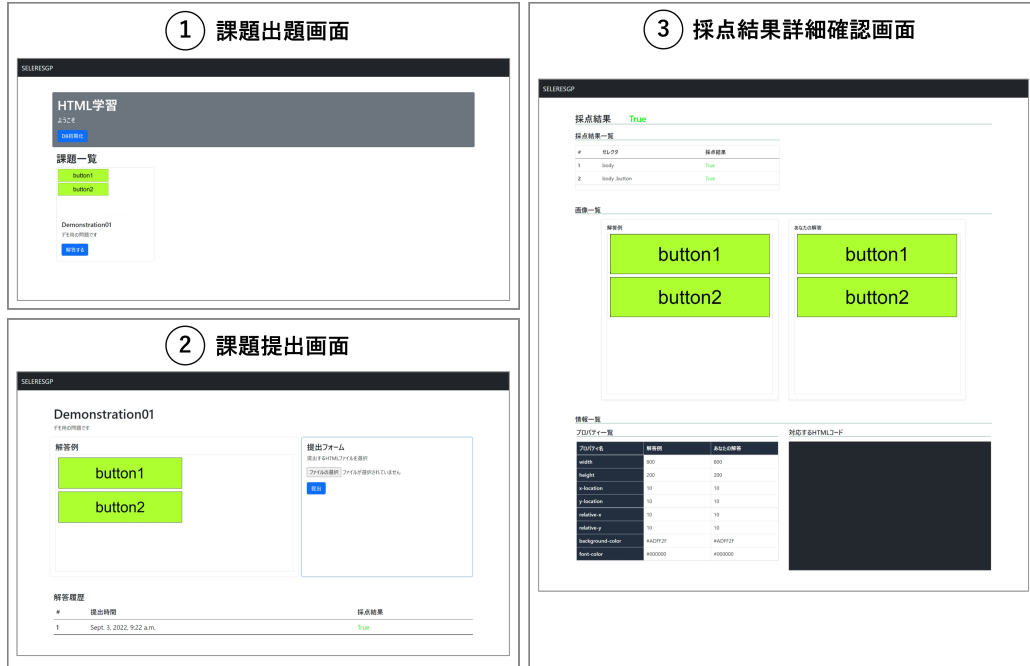 1 課題出題画面
SELERESGP
HTML学習
ようこそ
DB初期化
課題一覧
button1
button2
Demonstration01
デモ用の問題です
解答する
2 課題提出画面
SELERESGP
Demonstration01
デモ用の問題です
解答例
button1
button2
提出フォーム
提出するHTMLファイルを選択
ファイルの選択 ファイルが選択されていません
提出
解答履歴
# 提出時間 採点結果
1 Sept. 3, 2022, 9:22 a.m. True
3 採点結果詳細確認画面
SELERESGP
採点結果 True
採点結果一覧
# セレクタ 採点結果
1 body True
2 body .button True
画像一覧
解答例 あなたの解答
button1 button1
button2 button2
情報一覧
プロパティ一覧 対応するHTMLコード
プロパティ名 解答例 あなたの解答
width 600 600
height 200 200
x-location 10 10
y-location 10 10
relative-x 10 10
relative-y 10 10
background-color #ADFF2F #ADFF2F
font-color #000000 #000000